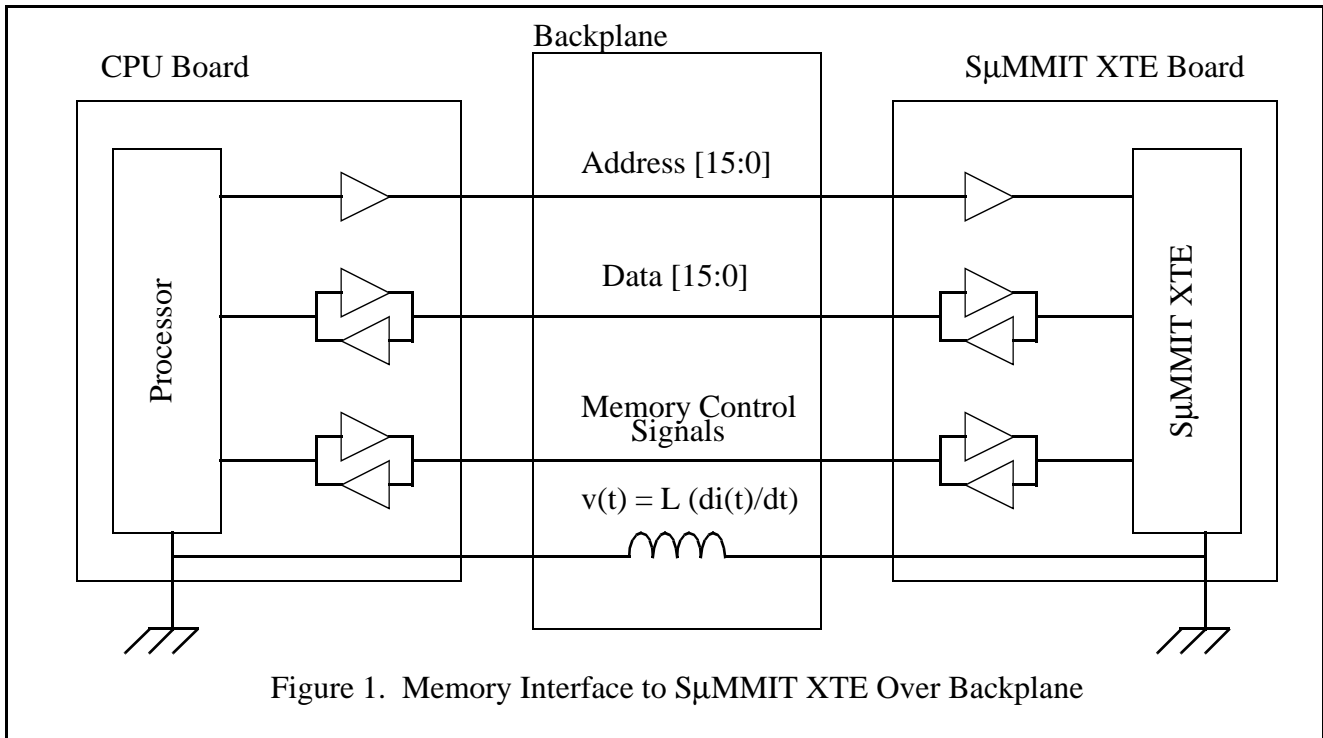 Backplane
CPU Board
SµMMIT XTE Board
Address [15:0]
Data [15:0]
Processor
SµMMIT XTE
Memory Control
Signals
v(t) = L (di(t)/dt)
Figure 1.  Memory Interface to SµMMIT XTE Over Backplane